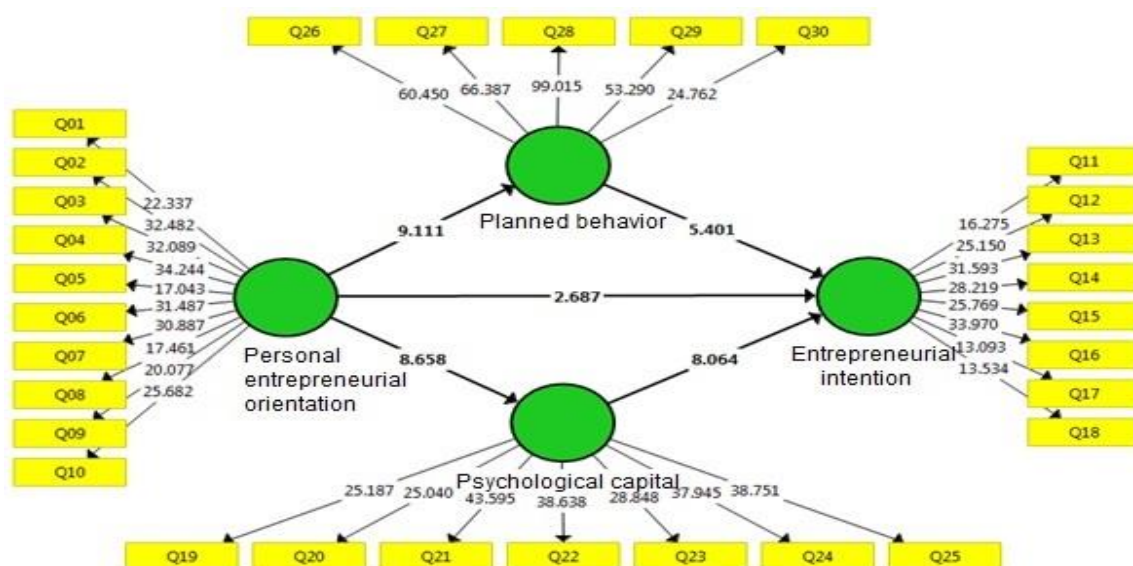 Q26
Q27
Q28
Q29
Q30
60.450
66.387
99.015
53.290
24.762
Q01
Q02
Q03
Q04
Q05
Q06
Q07
Q08
Q09
Q10
22.337
32.482
32.089
34.244
17.043
31.487
30.887
17.461
20.077
25.682
Planned behavior
9.111
5.401
2.687
8.658
8.064
Personal
entrepreneurial
orientation
Entrepreneurial
intention
Q11
Q12
Q13
Q14
Q15
Q16
Q17
Q18
16.275
25.150
31.593
28.219
25.769
33.970
13.093
13.534
Psychological capital
25.187
25.040
43.595
38.638
28.848
37.945
38.751
Q19
Q20
Q21
Q22
Q23
Q24
Q25